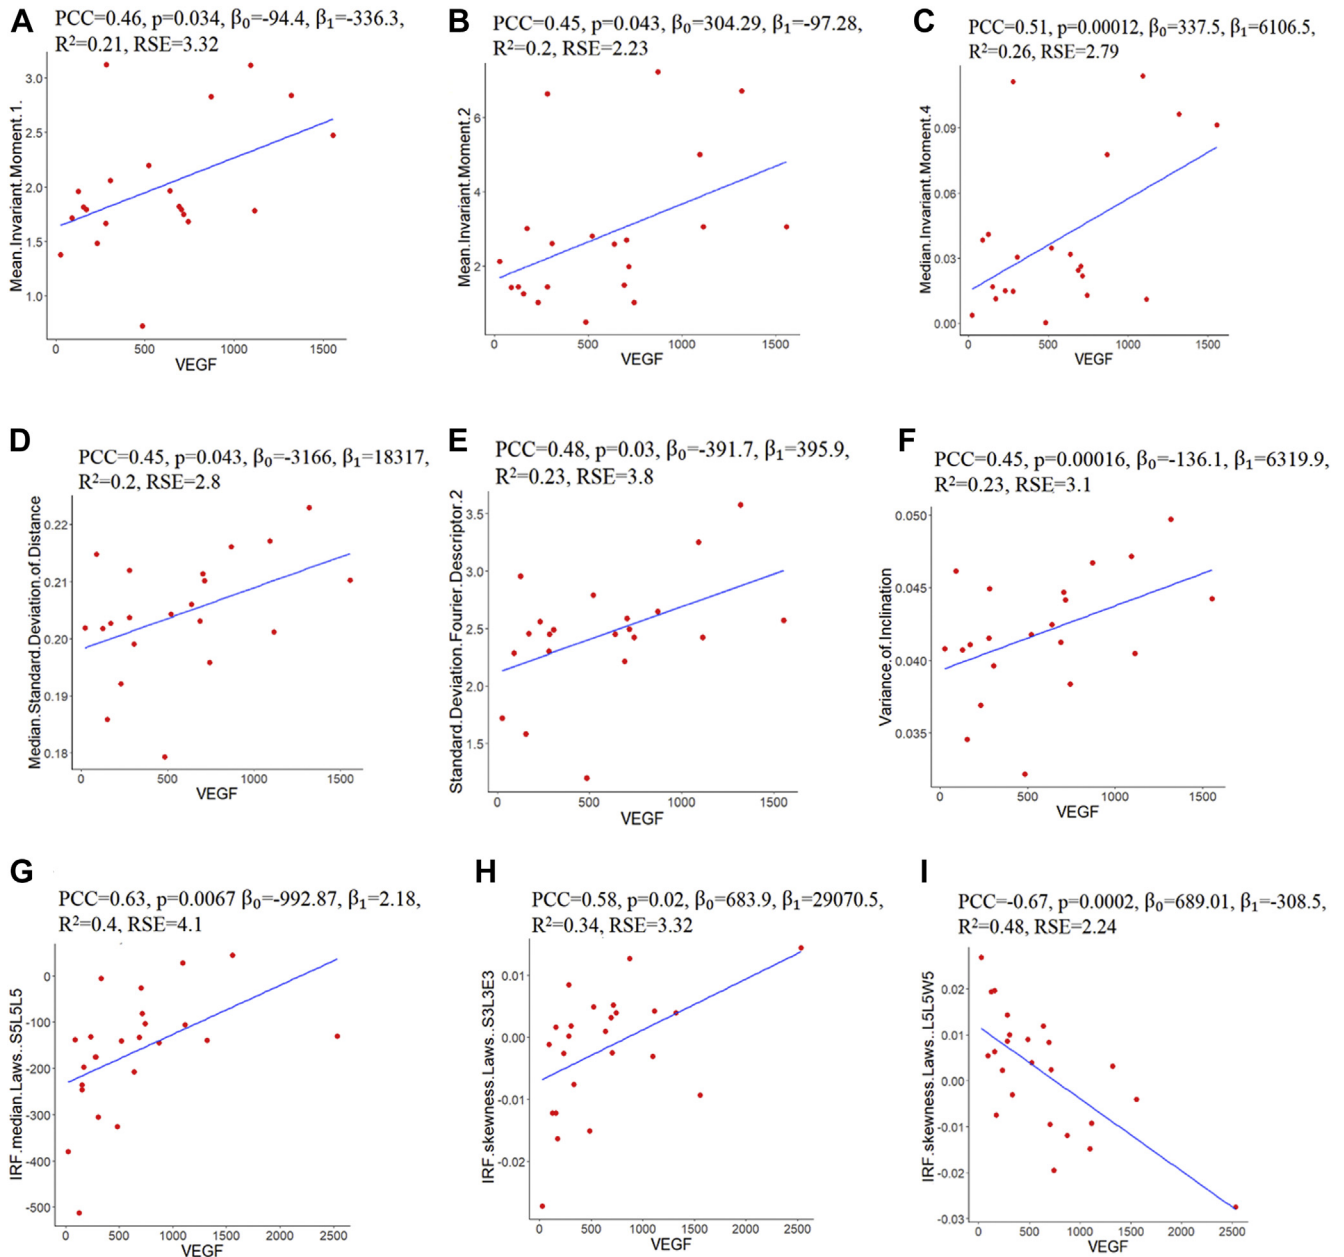 A
PCC=0.46, p=0.034, β₀=-94.4, β₁=-336.3,
R²=0.21, RSE=3.32
Mean.Invariant.Moment.1.
3.0
2.5
2.0
1.5
1.0
0 500 1000 1500
VEGF
B
PCC=0.45, p=0.043, β₀=304.29, β₁=-97.28,
R²=0.2, RSE=2.23
Mean.Invariant.Moment.2
6
4
2
0 500 1000 1500
VEGF
C
PCC=0.51, p=0.00012, β₀=337.5, β₁=6106.5,
R²=0.26, RSE=2.79
Median.Invariant.Moment.4
0.09
0.06
0.03
0.00
0 500 1000 1500
VEGF
D
PCC=0.45, p=0.043, β₀=-3166, β₁=18317,
R²=0.2, RSE=2.8
Median.Standard.Deviation.of.Distance
0.22
0.21
0.20
0.19
0.18
0 500 1000 1500
VEGF
E
PCC=0.48, p=0.03, β₀=-391.7, β₁=395.9,
R²=0.23, RSE=3.8
Standard.Deviation.Fourier.Descriptor.2
3.5
3.0
2.5
2.0
1.5
0 500 1000 1500
VEGF
F
PCC=0.45, p=0.00016, β₀=-136.1, β₁=6319.9,
R²=0.23, RSE=3.1
Variance.of.Inclination
0.050
0.045
0.040
0.035
0 500 1000 1500
VEGF
G
PCC=0.63, p=0.0067 β₀=-992.87, β₁=2.18,
R²=0.4, RSE=4.1
IRF.median.Laws..S5L5L5
0
-100
-200
-300
-400
-500
0 500 1000 1500 2000 2500
VEGF
H
PCC=0.58, p=0.02, β₀=683.9, β₁=29070.5,
R²=0.34, RSE=3.32
IRF.skewness.Laws..S3L3E3
0.01
0.00
-0.01
-0.02
0 500 1000 1500 2000 2500
VEGF
I
PCC=-0.67, p=0.0002, β₀=689.01, β₁=-308.5,
R²=0.48, RSE=2.24
IRF.skewness.Laws..L5L5W5
0.02
0.01
0.00
-0.01
-0.02
-0.03
0 500 1000 1500 2000 2500
VEGF